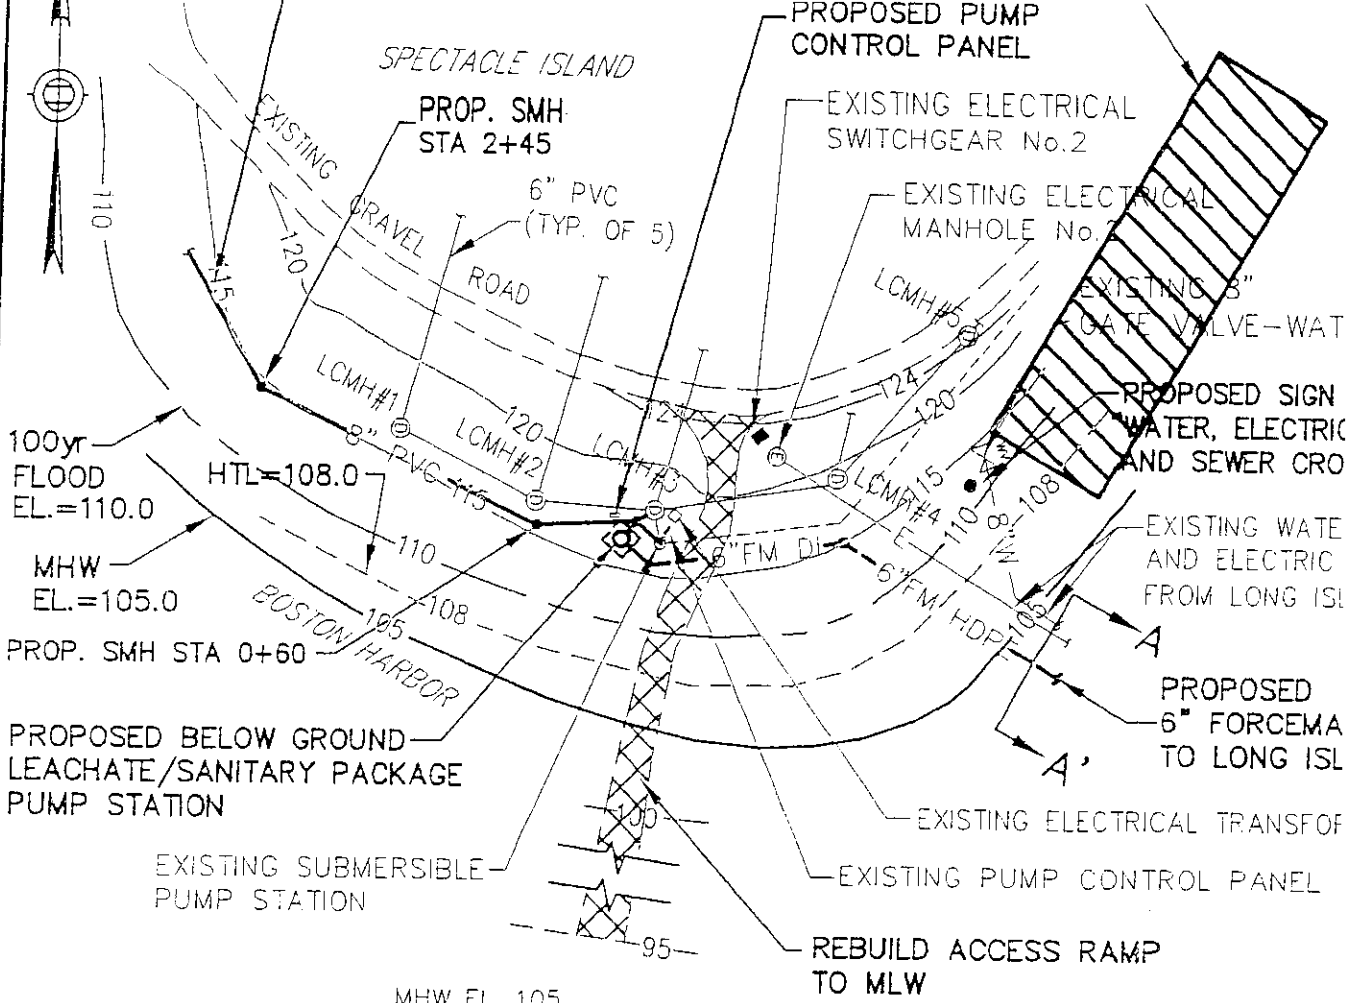 PROPOSED PUMP
CONTROL PANEL
SPECTACLE ISLAND
PROP. SMH
STA 2+45
EXISTING ELECTRICAL
SWITCHGEAR No.2
6" PVC
(TYP. OF 5)
EXISTING ELECTRICAL
MANHOLE No.2
EXISTING
GRAVEL
ROAD
110
120
115
LCMH#5
EXISTING 8"
GATE VALVE-WAT
LCMH#1
LCMH#2
LCMH#3
LCMH#4
120
124
120
PROPOSED SIGN
WATER, ELECTRIC
AND SEWER CRO
8"
PVC
115
115
110
108
100yr
FLOOD
EL.=110.0
HTL=108.0
MHW
EL.=105.0
8"W
E
6"FM DI
6"FM HDPE
EXISTING WATE
AND ELECTRIC
FROM LONG ISL
110
108
105
105
BOSTON HARBOR
PROP. SMH STA 0+60
A
A'
PROPOSED
6" FORCEMA
TO LONG ISL
PROPOSED BELOW GROUND
LEACHATE/SANITARY PACKAGE
PUMP STATION
100
EXISTING ELECTRICAL TRANSFOR
EXISTING SUBMERSIBLE
PUMP STATION
EXISTING PUMP CONTROL PANEL
95
REBUILD ACCESS RAMP
TO MLW
MHW EL. 105